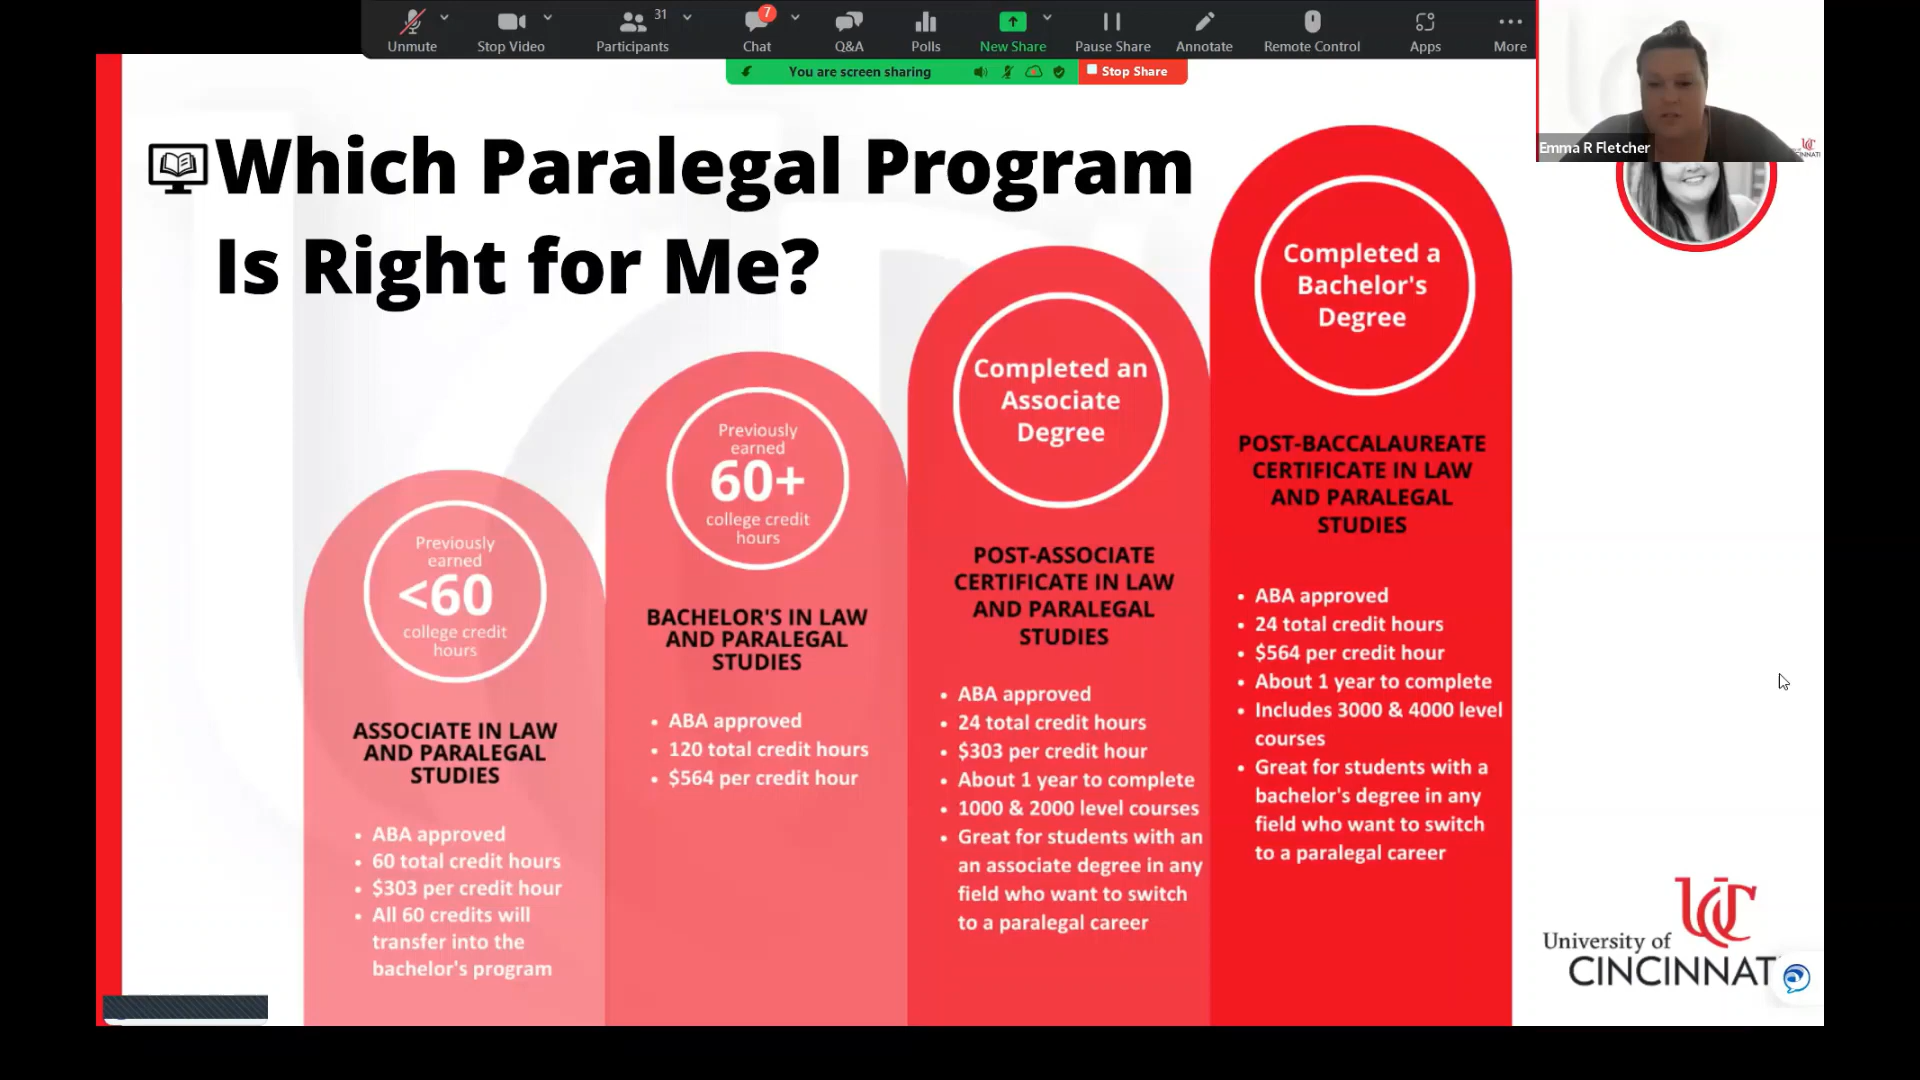 Unmute
Stop Video
Participants
31
Chat
7
Q&A
Polls
New Share
Pause Share
Annotate
Remote Control
Apps
More
You are screen sharing
Stop Share
Emma R Fletcher
Which Paralegal Program
Is Right for Me?
Previously
earned
<60
college credit
hours
ASSOCIATE IN LAW
AND PARALEGAL
STUDIES
• ABA approved
• 60 total credit hours
• $303 per credit hour
• All 60 credits will
transfer into the
bachelor's program
Previously
earned
60+
college credit
hours
BACHELOR'S IN LAW
AND PARALEGAL
STUDIES
• ABA approved
• 120 total credit hours
• $564 per credit hour
Completed an
Associate
Degree
POST-ASSOCIATE
CERTIFICATE IN LAW
AND PARALEGAL
STUDIES
• ABA approved
• 24 total credit hours
• $303 per credit hour
• About 1 year to complete
• 1000 & 2000 level courses
• Great for students with an
an associate degree in any
field who want to switch
to a paralegal career
Completed a
Bachelor's
Degree
POST-BACCALAUREATE
CERTIFICATE IN LAW
AND PARALEGAL
STUDIES
• ABA approved
• 24 total credit hours
• $564 per credit hour
• About 1 year to complete
• Includes 3000 & 4000 level
courses
• Great for students with a
bachelor's degree in any
field who want to switch
to a paralegal career
UC
University of
CINCINNAT